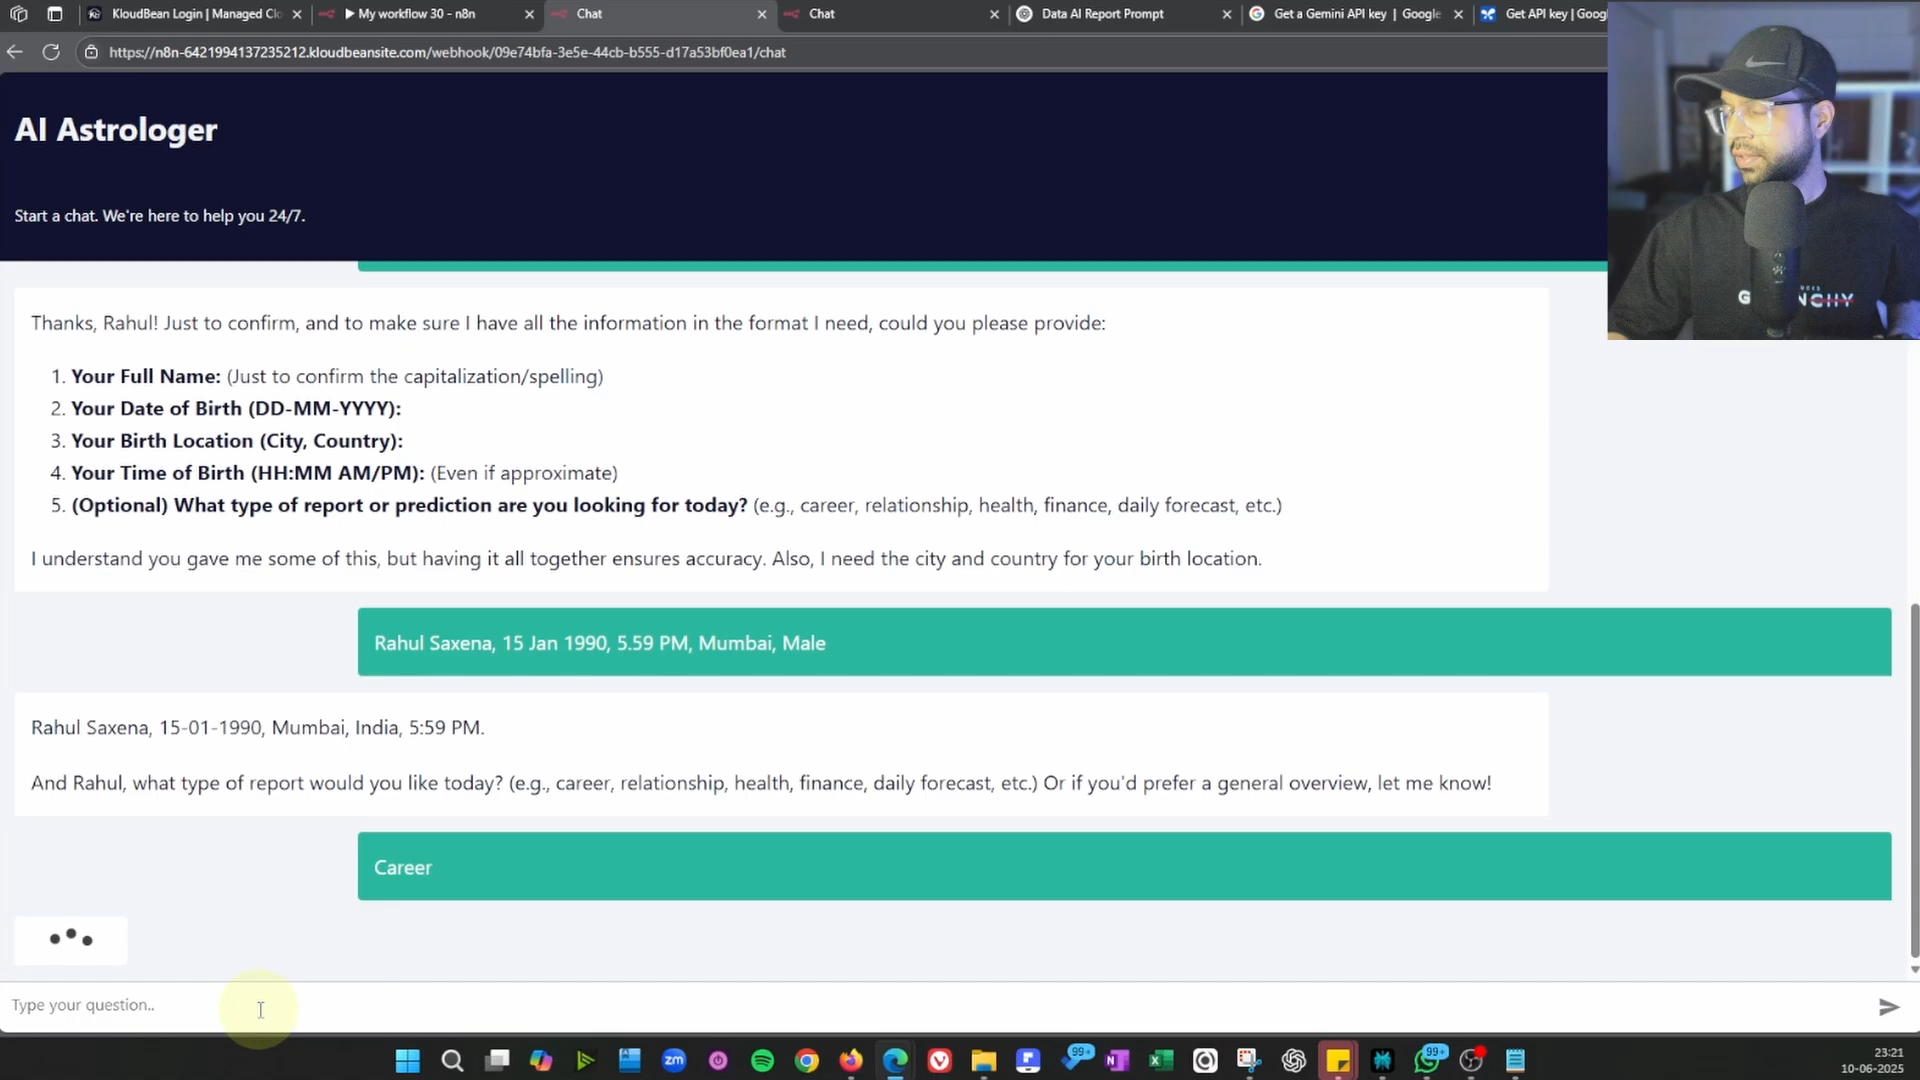 KloudBean Login | Managed Clo
My workflow 30 - n8n
Chat
Chat
Data AI Report Prompt
Get a Gemini API key | Google
Get API key | Goog
https://n8n-6421994137235212.kloudbeansite.com/webhook/09e74bfa-3e5e-44cb-b555-d17a53bf0ea1/chat
AI Astrologer
Start a chat. We're here to help you 24/7.
Thanks, Rahul! Just to confirm, and to make sure I have all the information in the format I need, could you please provide:
1. Your Full Name: (Just to confirm the capitalization/spelling)
2. Your Date of Birth (DD-MM-YYYY):
3. Your Birth Location (City, Country):
4. Your Time of Birth (HH:MM AM/PM): (Even if approximate)
5. (Optional) What type of report or prediction are you looking for today? (e.g., career, relationship, health, finance, daily forecast, etc.)
I understand you gave me some of this, but having it all together ensures accuracy. Also, I need the city and country for your birth location.
Rahul Saxena, 15 Jan 1990, 5.59 PM, Mumbai, Male
Rahul Saxena, 15-01-1990, Mumbai, India, 5:59 PM.
And Rahul, what type of report would you like today? (e.g., career, relationship, health, finance, daily forecast, etc.) Or if you'd prefer a general overview, let me know!
Career
Type your question..
zm
99+
99+
23:21
10-06-2025